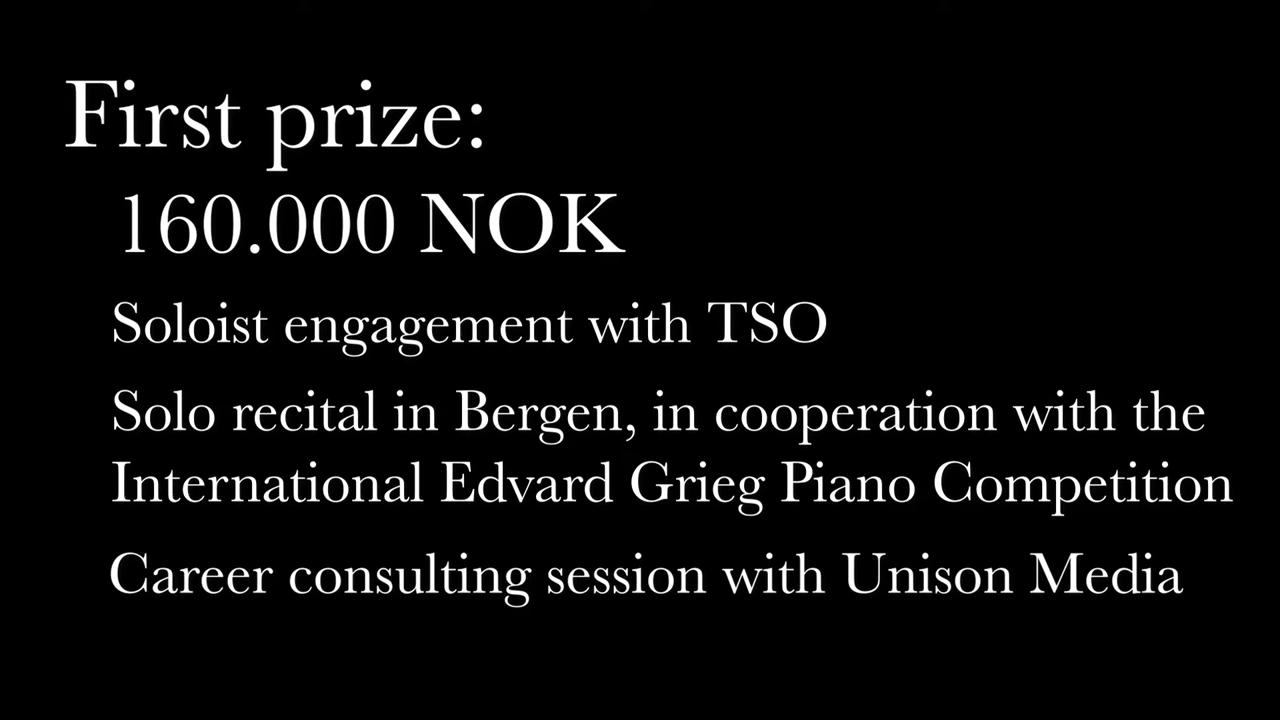 First prize:
160.000 NOK
Soloist engagement with TSO
Solo recital in Bergen, in cooperation with the
International Edvard Grieg Piano Competition
Career consulting session with Unison Media